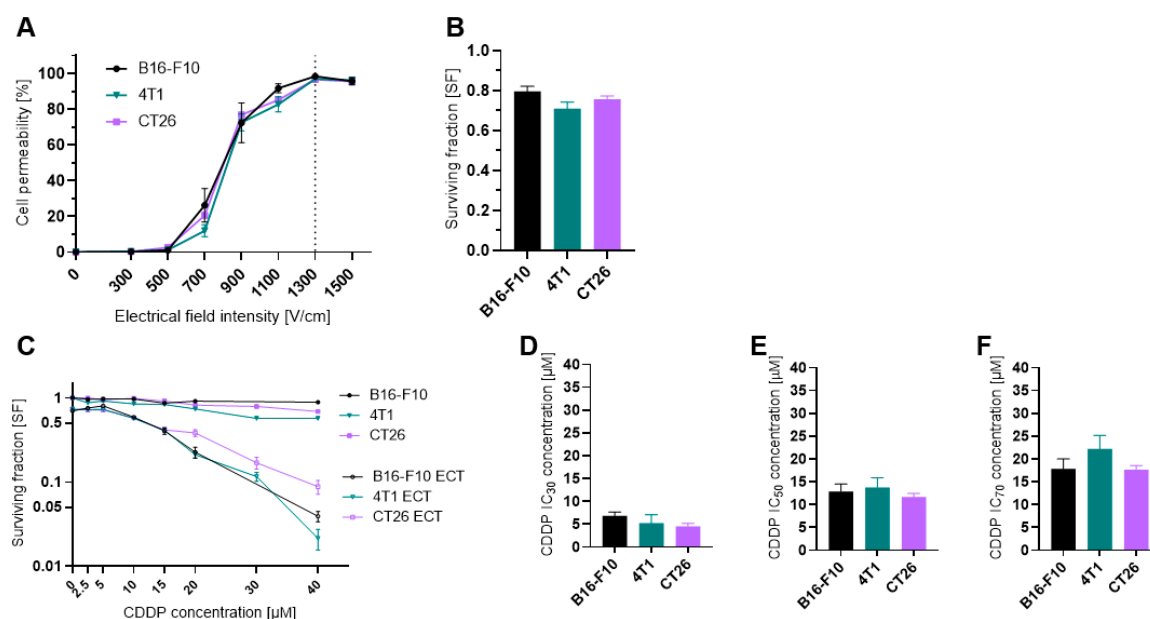 A
Cell permeability [%]
100
80
60
40
20
0
B16-F10
4T1
CT26
0
300
500
700
900
1100
1300
1500
Electrical field intensity [V/cm]
B
Surviving fraction [SF]
1.0
0.8
0.6
0.4
0.2
0.0
B16-F10
4T1
CT26
C
Surviving fraction [SF]
1
0.5
0.1
0.05
0.01
0
2.5
5
10
15
20
30
40
CDDP concentration [µM]
B16-F10
4T1
CT26
B16-F10 ECT
4T1 ECT
CT26 ECT
D
CDDP IC30 concentration [µM]
40
35
30
25
20
15
10
5
0
B16-F10
4T1
CT26
E
CDDP IC50 concentration [µM]
40
35
30
25
20
15
10
5
0
B16-F10
4T1
CT26
F
CDDP IC70 concentration [µM]
40
35
30
25
20
15
10
5
0
B16-F10
4T1
CT26